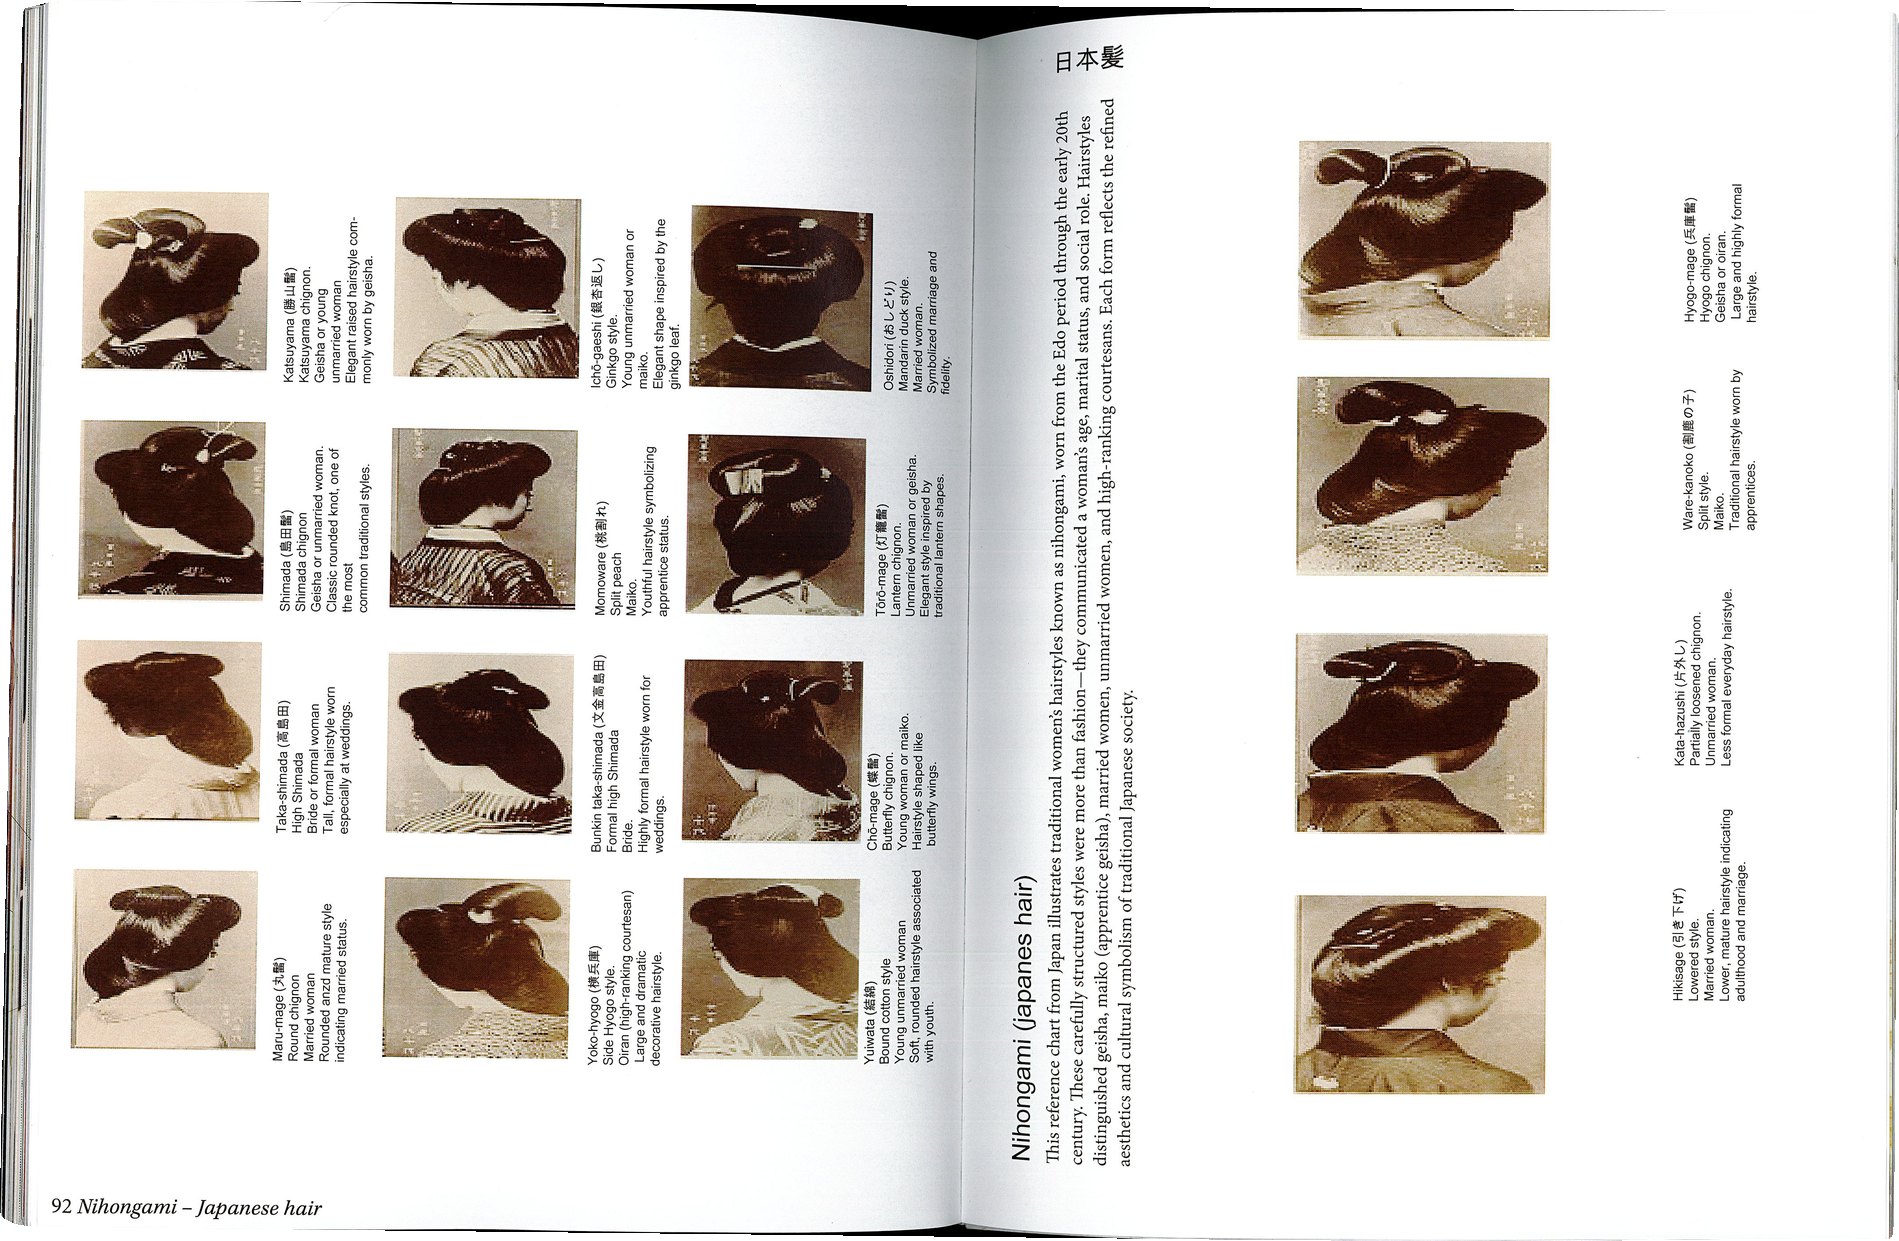 92 Nihongami – Japanese hair
Maru-mage (丸髷)
Round chignon
Married woman
Rounded anzd mature style
indicating married status.
Taka-shimada (高島田)
High Shimada
Bride or formal woman
Tall, formal hairstyle worn
especially at weddings.
Shimada (島田髷)
Shimada chignon
Geisha or unmarried woman.
Classic rounded knot, one of
the most
common traditional styles.
Katsuyama (勝山髷)
Katsuyama chignon.
Geisha or young
unmarried woman
Elegant raised hairstyle com-
monly worn by geisha.
Yoko-hyogo (横兵庫)
Side Hyogo style.
Oiran (high-ranking courtesan)
Large and dramatic
decorative hairstyle.
Bunkin taka-shimada (文金高島田)
Formal high Shimada
Bride.
Highly formal hairstyle worn for
weddings.
Momoware (桃割れ)
Split peach
Maiko.
Youthful hairstyle symbolizing
apprentice status.
Ichō-gaeshi (銀杏返し)
Ginkgo style.
Young unmarried woman or
maiko.
Elegant shape inspired by the
ginkgo leaf.
Yuiwata (結綿)
Bound cotton style
Young unmarried woman
Soft, rounded hairstyle associated
with youth.
Chō-mage (蝶髷)
Butterfly chignon.
Young woman or maiko.
Hairstyle shaped like
butterfly wings.
Tōrō-mage (灯籠髷)
Lantern chignon.
Unmarried woman or geisha.
Elegant style inspired by
traditional lantern shapes.
Oshidori (おしどり)
Mandarin duck style.
Married woman.
Symbolized marriage and
fidelity.
Nihongami (japanes hair)
日本髪
This reference chart from Japan illustrates traditional women's hairstyles known as nihongami, worn from the Edo period through the early 20th
century. These carefully structured styles were more than fashion—they communicated a woman's age, marital status, and social role. Hairstyles
distinguished geisha, maiko (apprentice geisha), married women, unmarried women, and high-ranking courtesans. Each form reflects the refined
aesthetics and cultural symbolism of traditional Japanese society.
Hikisage (引き下げ)
Lowered style.
Married woman.
Lower, mature hairstyle indicating
adulthood and marriage.
Kata-hazushi (片外し)
Partially loosened chignon.
Unmarried woman.
Less formal everyday hairstyle.
Ware-kanoko (割鹿の子)
Split style.
Maiko.
Traditional hairstyle worn by
apprentices.
Hyogo-mage (兵庫髷)
Hyogo chignon.
Geisha or oiran.
Large and highly formal
hairstyle.